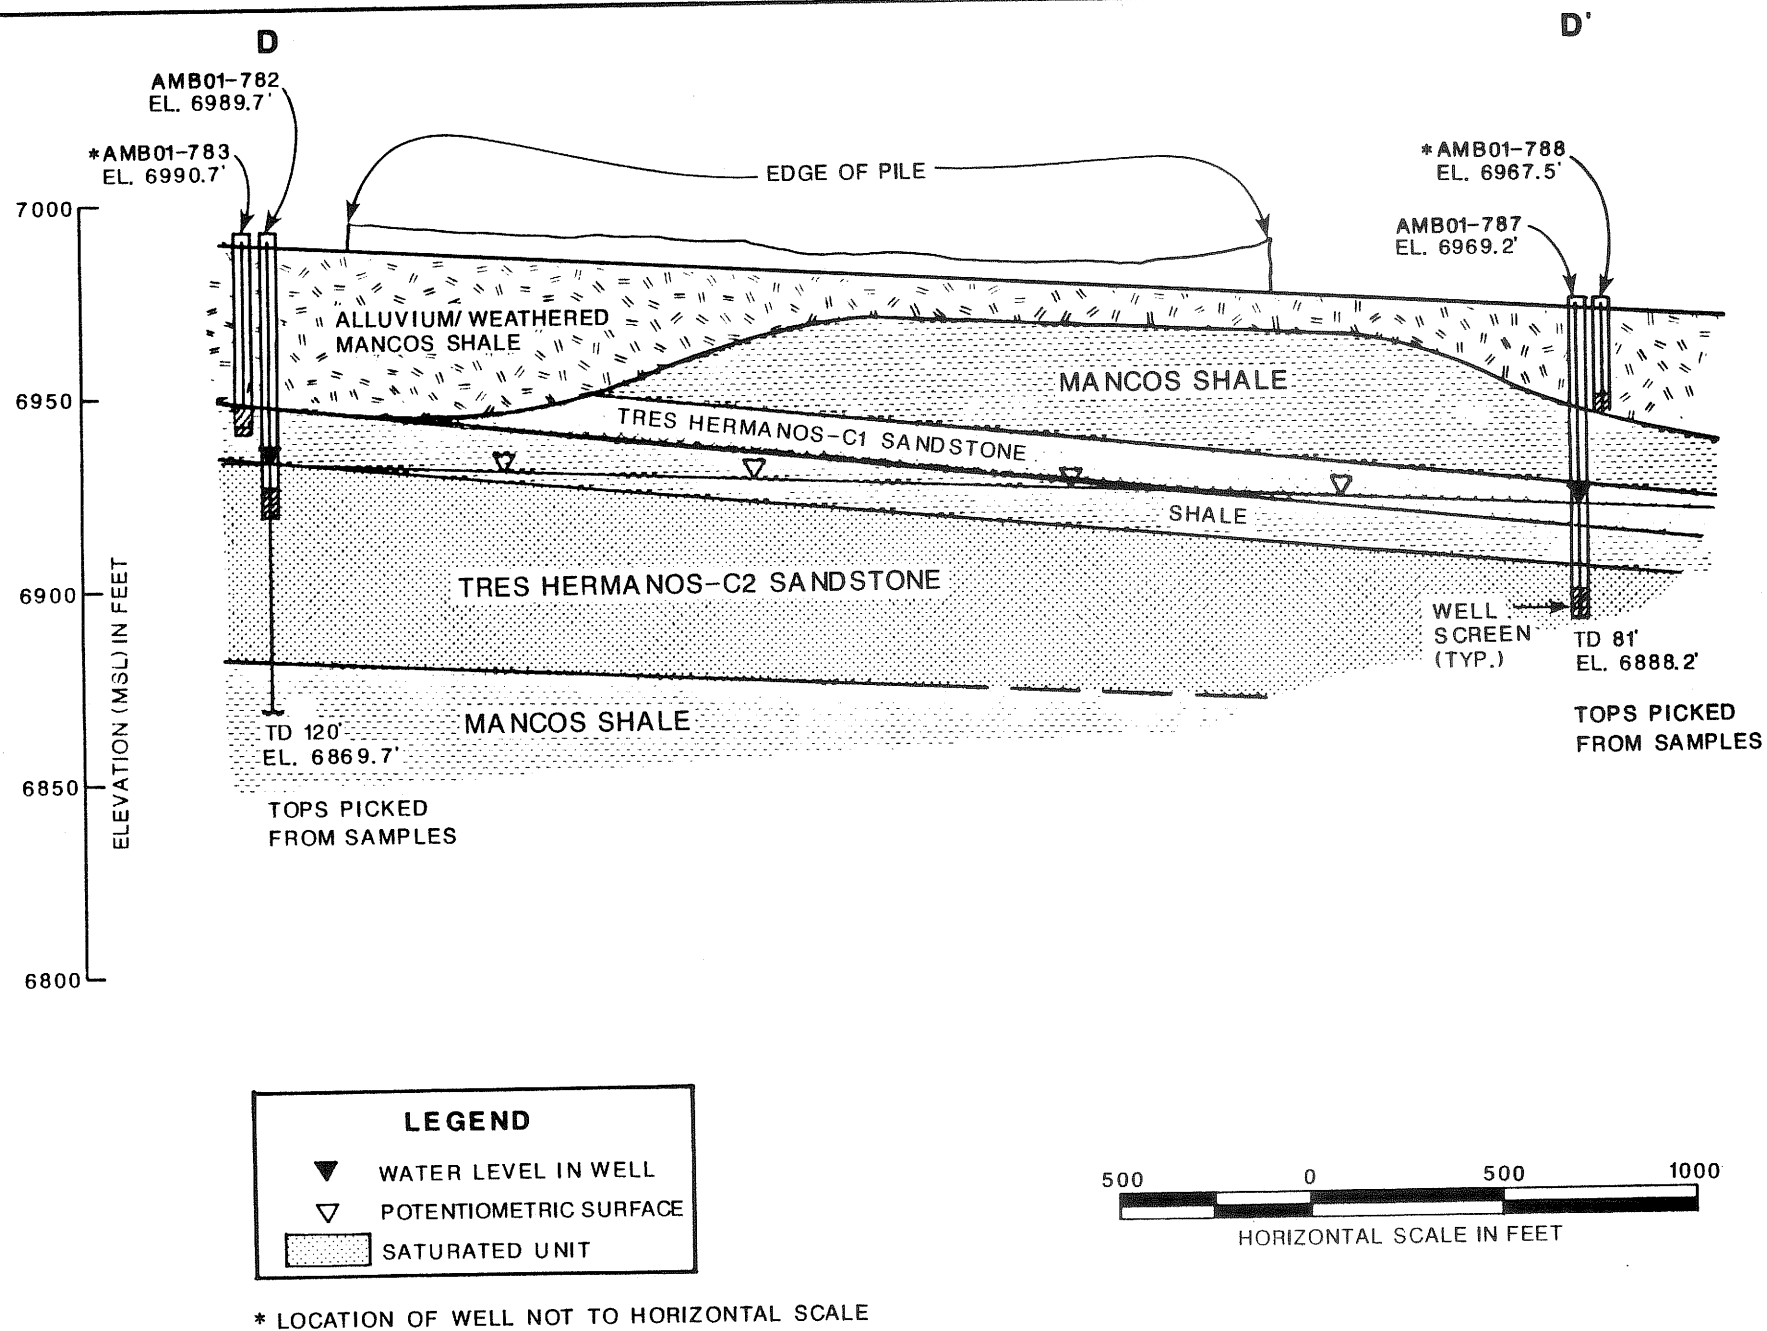 D
D'
AMB01-782
EL. 6989.7'
*AMB01-783
EL. 6990.7'
EDGE OF PILE
*AMB01-788
EL. 6967.5'
AMB01-787
EL. 6969.2'
7000
6950
6900
6850
6800
ELEVATION (MSL) IN FEET
ALLUVIUM/WEATHERED
MANCOS SHALE
MANCOS SHALE
TRES HERMANOS-C1 SANDSTONE
SHALE
TRES HERMANOS-C2 SANDSTONE
WELL
SCREEN
(TYP.)
TD 81'
EL. 6888.2'
MANCOS SHALE
TD 120'
EL. 6869.7'
TOPS PICKED
FROM SAMPLES
TOPS PICKED
FROM SAMPLES
LEGEND
WATER LEVEL IN WELL
POTENTIOMETRIC SURFACE
SATURATED UNIT
500 0 500 1000
HORIZONTAL SCALE IN FEET
* LOCATION OF WELL NOT TO HORIZONTAL SCALE